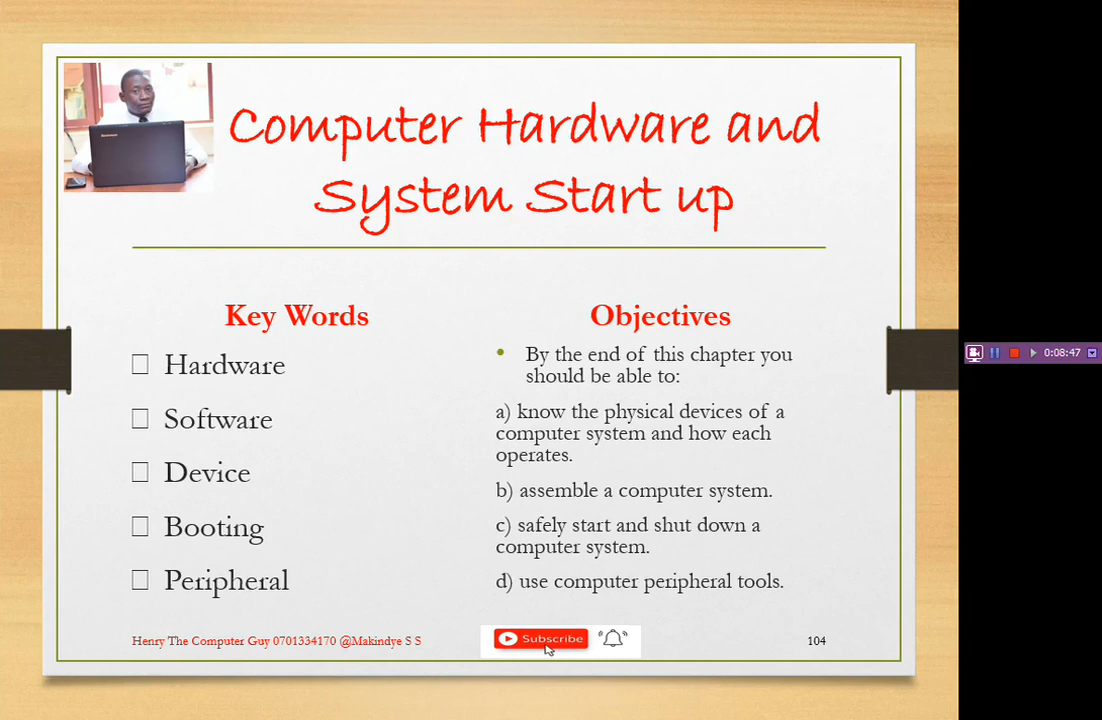 Computer Hardware and
System Start up
Key Words
Hardware
Software
Device
Booting
Peripheral
Objectives
• By the end of this chapter you
should be able to:
a) know the physical devices of a
computer system and how each
operates.
b) assemble a computer system.
c) safely start and shut down a
computer system.
d) use computer peripheral tools.
Henry The Computer Guy 0701334170 @Makindye S S
Subscribe
104
0:08:47